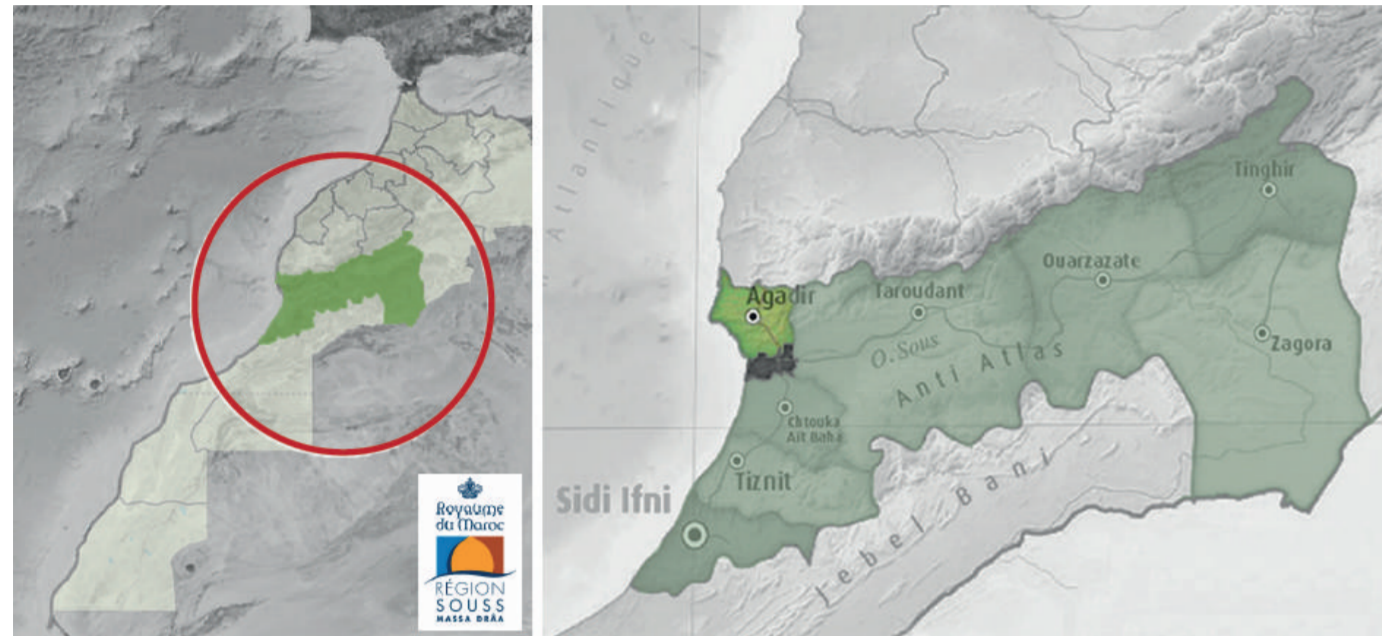 Royaume
du Maroc
RÉGION
SOUSS
MASSA DRÂA
Atlantique
Tinghir
Ouarzazate
Agadir
Taroudant
Zagora
O. Sous
Anti Atlas
Chtouka
Ait Baha
Tiznit
Sidi Ifni
Jebel Bani